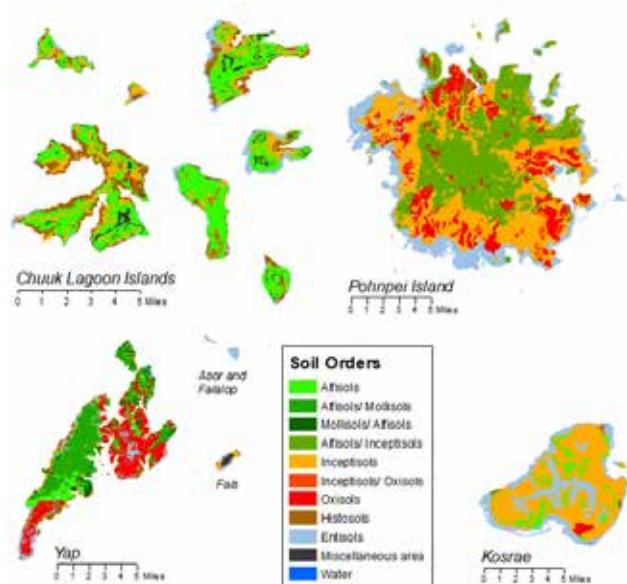 Chuuk Lagoon Islands
0 1 2 3 4 5 Miles
Pohnpei Island
0 1 2 3 4 5 Miles
Asor and
Falalop
Fais
Yap
0 1 2 3 4 5 Miles
Soil Orders
Alfisols
Alfisols/ Mollisols
Mollisols/ Alfisols
Alfisols/ Inceptisols
Inceptisols
Inceptisols/ Oxisols
Oxisols
Histosols
Entisols
Miscellaneous area
Water
Kosrae
0 1 2 3 4 5 Miles